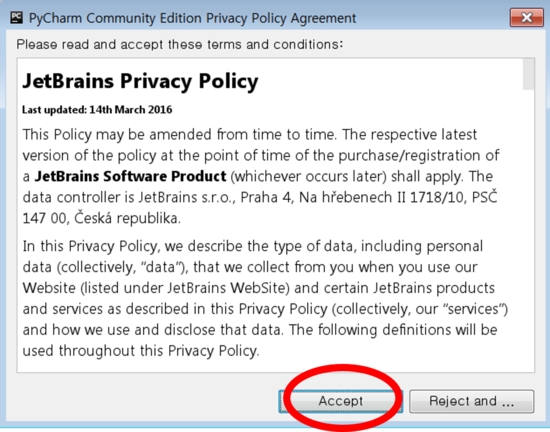 PC PyCharm Community Edition Privacy Policy Agreement
Please read and accept these terms and conditions:
JetBrains Privacy Policy
Last updated: 14th March 2016
This Policy may be amended from time to time. The respective latest
version of the policy at the point of time of the purchase/registration of
a JetBrains Software Product (whichever occurs later) shall apply. The
data controller is JetBrains s.r.o., Praha 4, Na hřebenech II 1718/10, PSČ
147 00, Česká republika.
In this Privacy Policy, we describe the type of data, including personal
data (collectively, “data”), that we collect from you when you use our
Website (listed under JetBrains WebSite) and certain JetBrains products
and services as described in this Privacy Policy (collectively, our “services”)
and how we use and disclose that data. The following definitions will be
used throughout this Privacy Policy.
Accept
Reject and ...